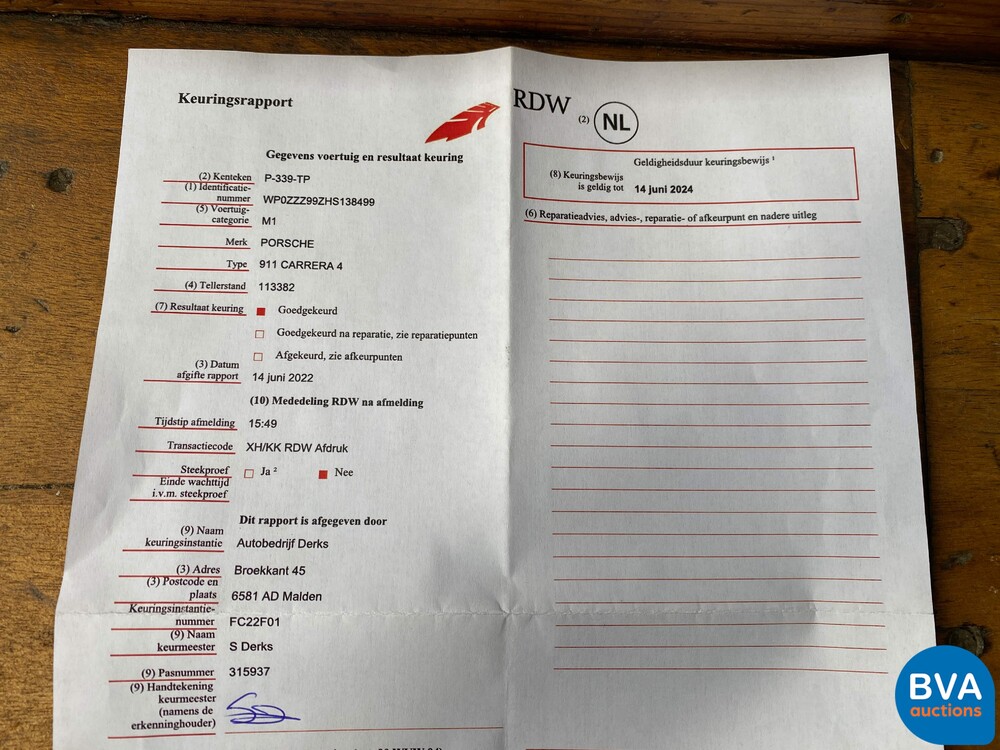 Keuringsrapport
RDW (2) NL
Gegevens voertuig en resultaat keuring
(2) Kenteken P-339-TP
(1) Identificatie-
nummer WP0ZZZ99ZHS138499
(5) Voertuig-
categorie M1
Merk PORSCHE
Type 911 CARRERA 4
(4) Tellerstand 113382
(7) Resultaat keuring Goedgekeurd
Goedgekeurd na reparatie, zie reparatiepunten
Afgekeurd, zie afkeurpunten
(3) Datum
afgifte rapport 14 juni 2022
(10) Mededeling RDW na afmelding
Tijdstip afmelding 15:49
Transactiecode XH/KK RDW Afdruk
Steekproef Ja ² Nee
Einde wachttijd
i.v.m. steekproef
Dit rapport is afgegeven door
(9) Naam
keuringsinstantie Autobedrijf Derks
(3) Adres Broekkant 45
(3) Postcode en
plaats 6581 AD Malden
Keuringsinstantie-
nummer FC22F01
(9) Naam
keurmeester S Derks
(9) Pasnummer 315937
(9) Handtekening
keurmeester
(namens de
erkenninghouder)
Geldigheidsduur keuringsbewijs ¹
(8) Keuringsbewijs
is geldig tot 14 juni 2024
(6) Reparatieadvies, advies-, reparatie- of afkeurpunt en nadere uitleg
BVA
auctions